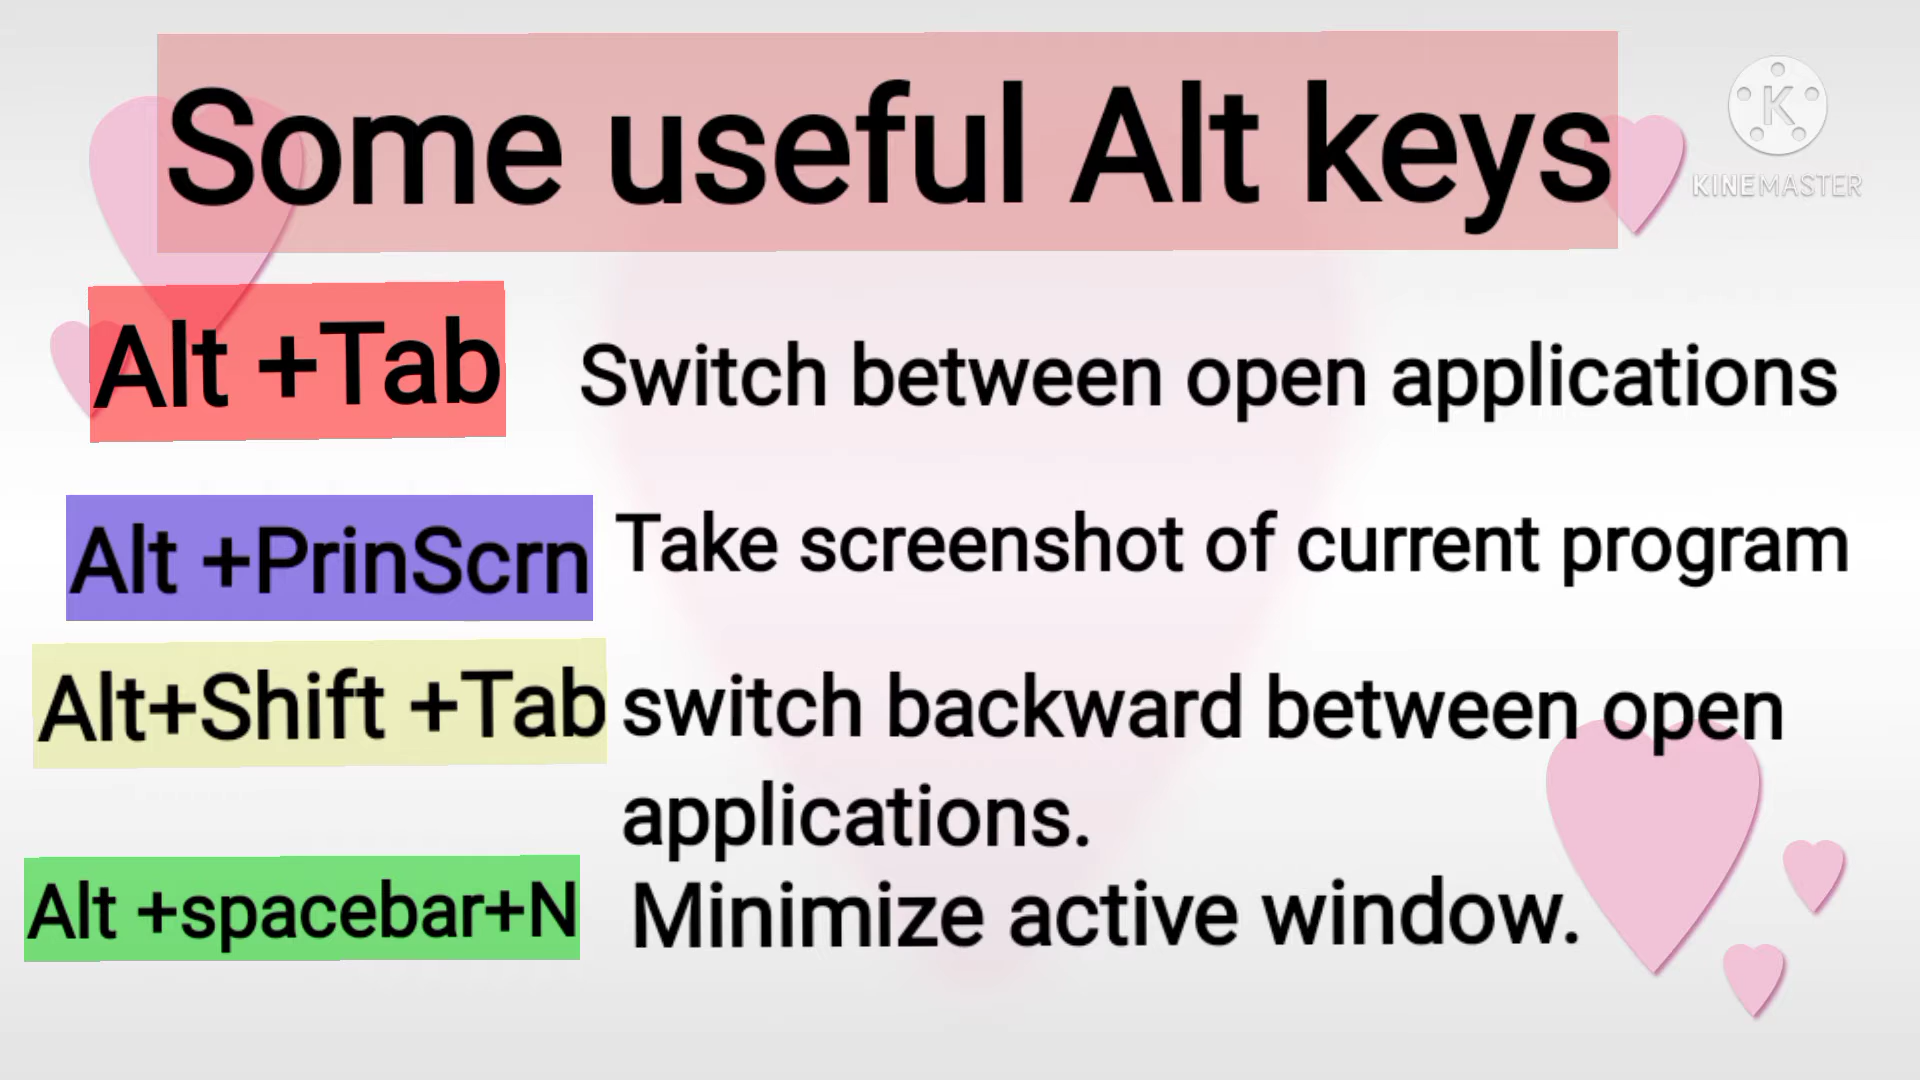 Some useful Alt keys
KINEMASTER
Alt +Tab
Switch between open applications
Alt +PrinScrn
Take screenshot of current program
Alt+Shift +Tab
switch backward between open
applications.
Alt +spacebar+N
Minimize active window.